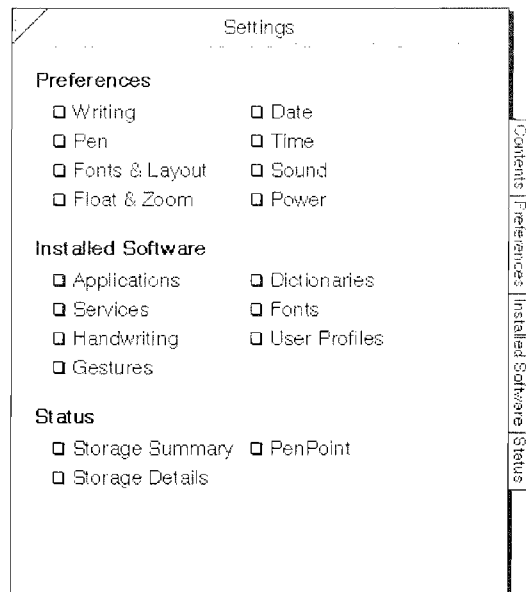 Settings
Preferences
Writing
Date
Pen
Time
Fonts & Layout
Sound
Float & Zoom
Power
Installed Software
Applications
Dictionaries
Services
Fonts
Handwriting
User Profiles
Gestures
Status
Storage Summary
PenPoint
Storage Details
Contents
Preferences
Installed Software
Status